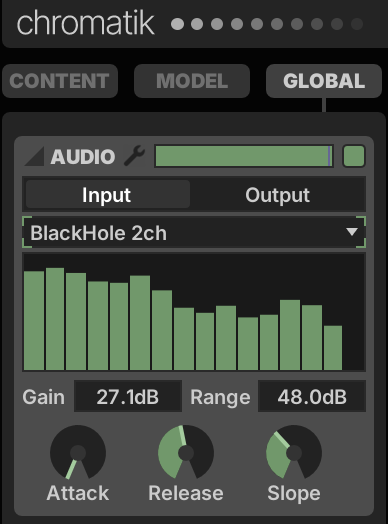 chromatik
CONTENT MODEL GLOBAL
AUDIO
Input Output
BlackHole 2ch
Gain 27.1dB Range 48.0dB
Attack Release Slope